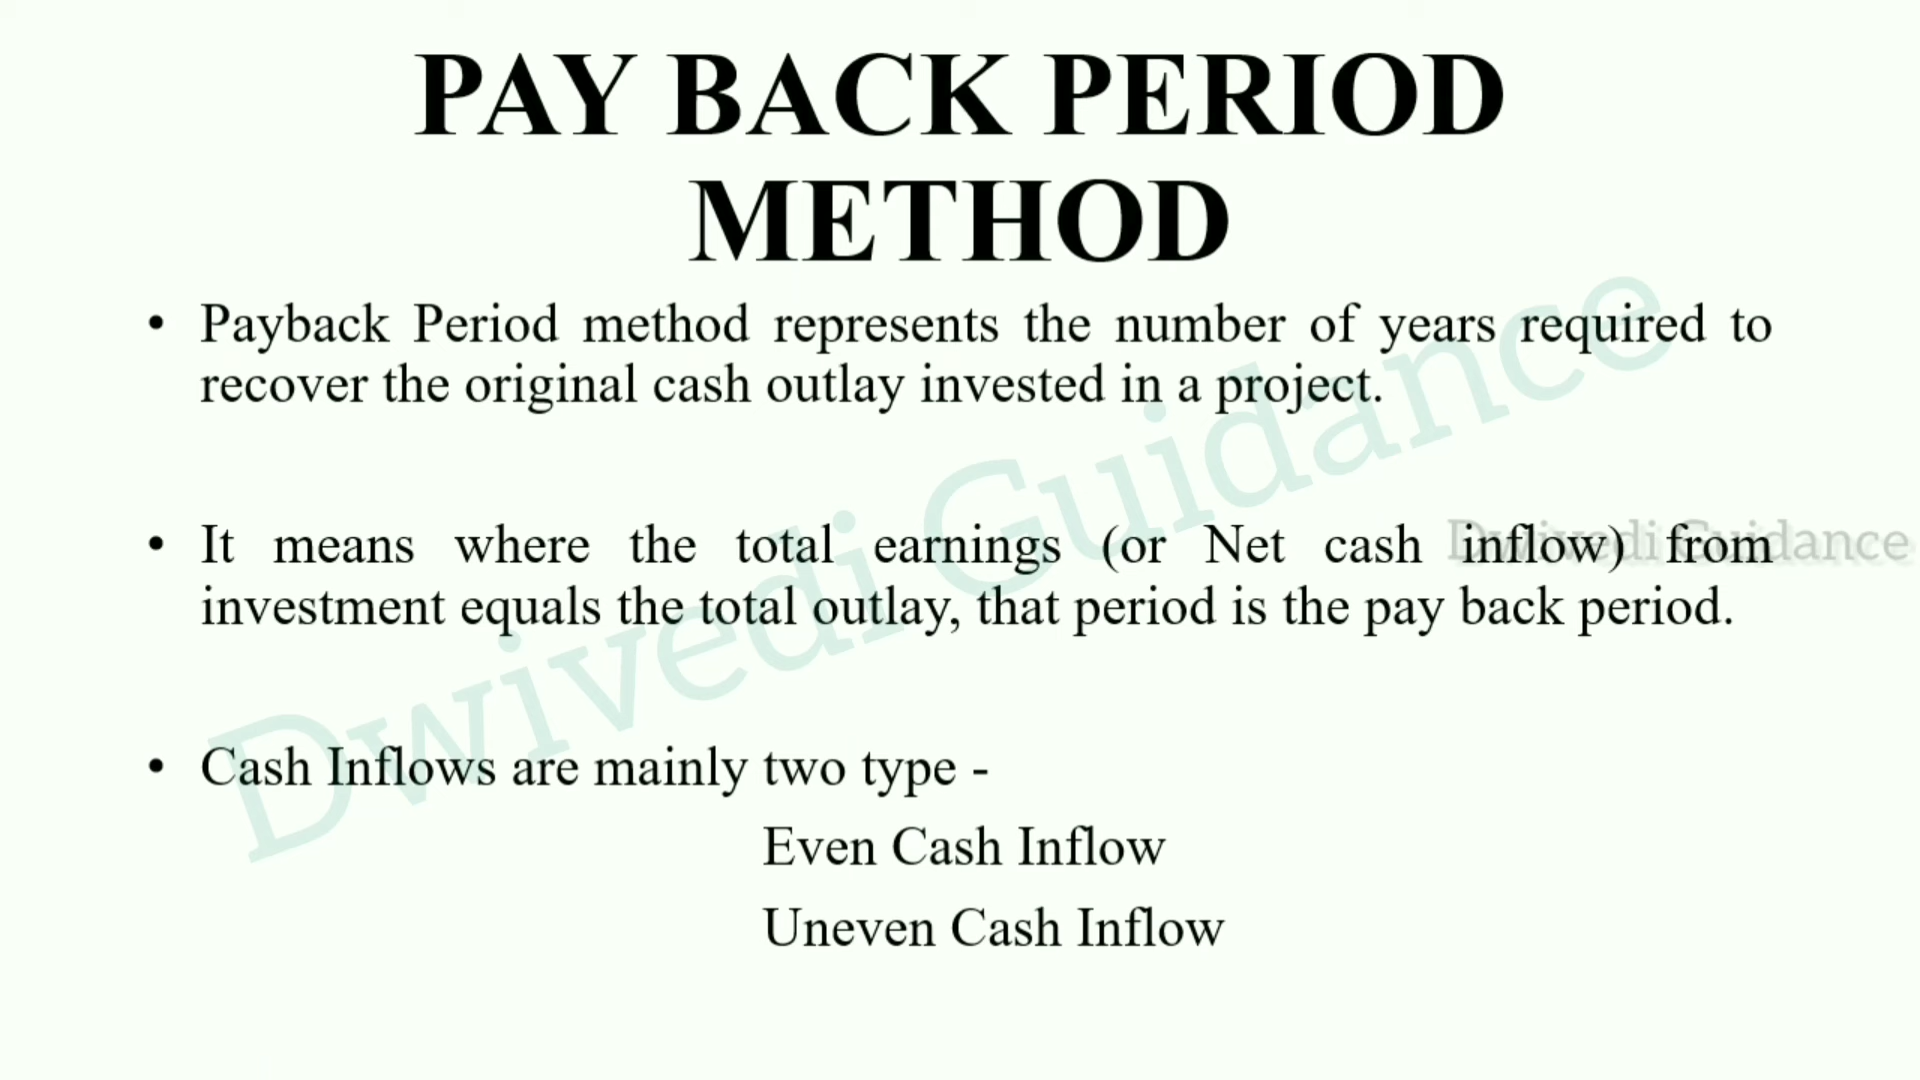 PAY BACK PERIOD
METHOD
• Payback Period method represents the number of years required to
recover the original cash outlay invested in a project.
• It means where the total earnings (or Net cash inflow) from
investment equals the total outlay, that period is the pay back period.
• Cash Inflows are mainly two type -
Even Cash Inflow
Uneven Cash Inflow
Dwivedi Guidance
Dwivedi Guidance